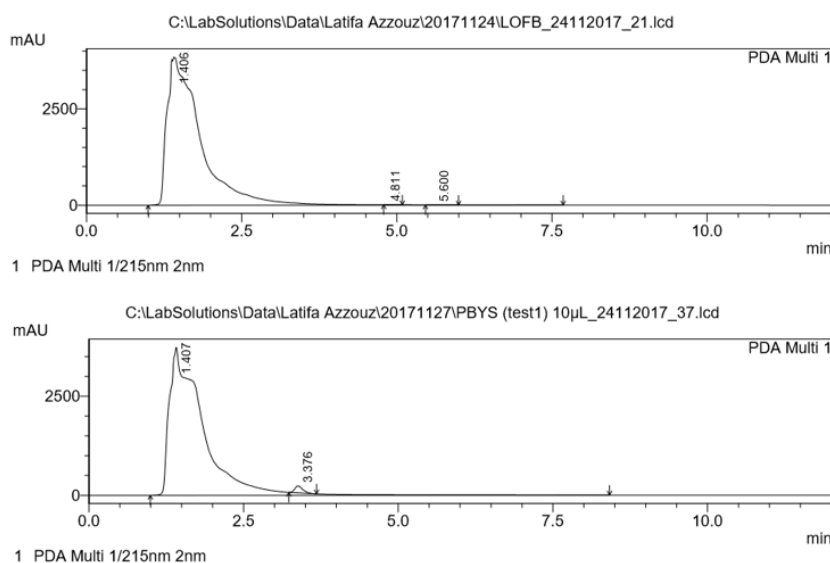 C:\LabSolutions\Data\Latifa Azzouz\20171124\LOFB_24112017_21.lcd
mAU
PDA Multi 1
1.406
2500
4.811
5.600
0
0.0 2.5 5.0 7.5 10.0
min
1 PDA Multi 1/215nm 2nm
C:\LabSolutions\Data\Latifa Azzouz\20171127\PBYS (test1) 10µL_24112017_37.lcd
mAU
PDA Multi 1
1.407
2500
3.376
0
0.0 2.5 5.0 7.5 10.0
min
1 PDA Multi 1/215nm 2nm